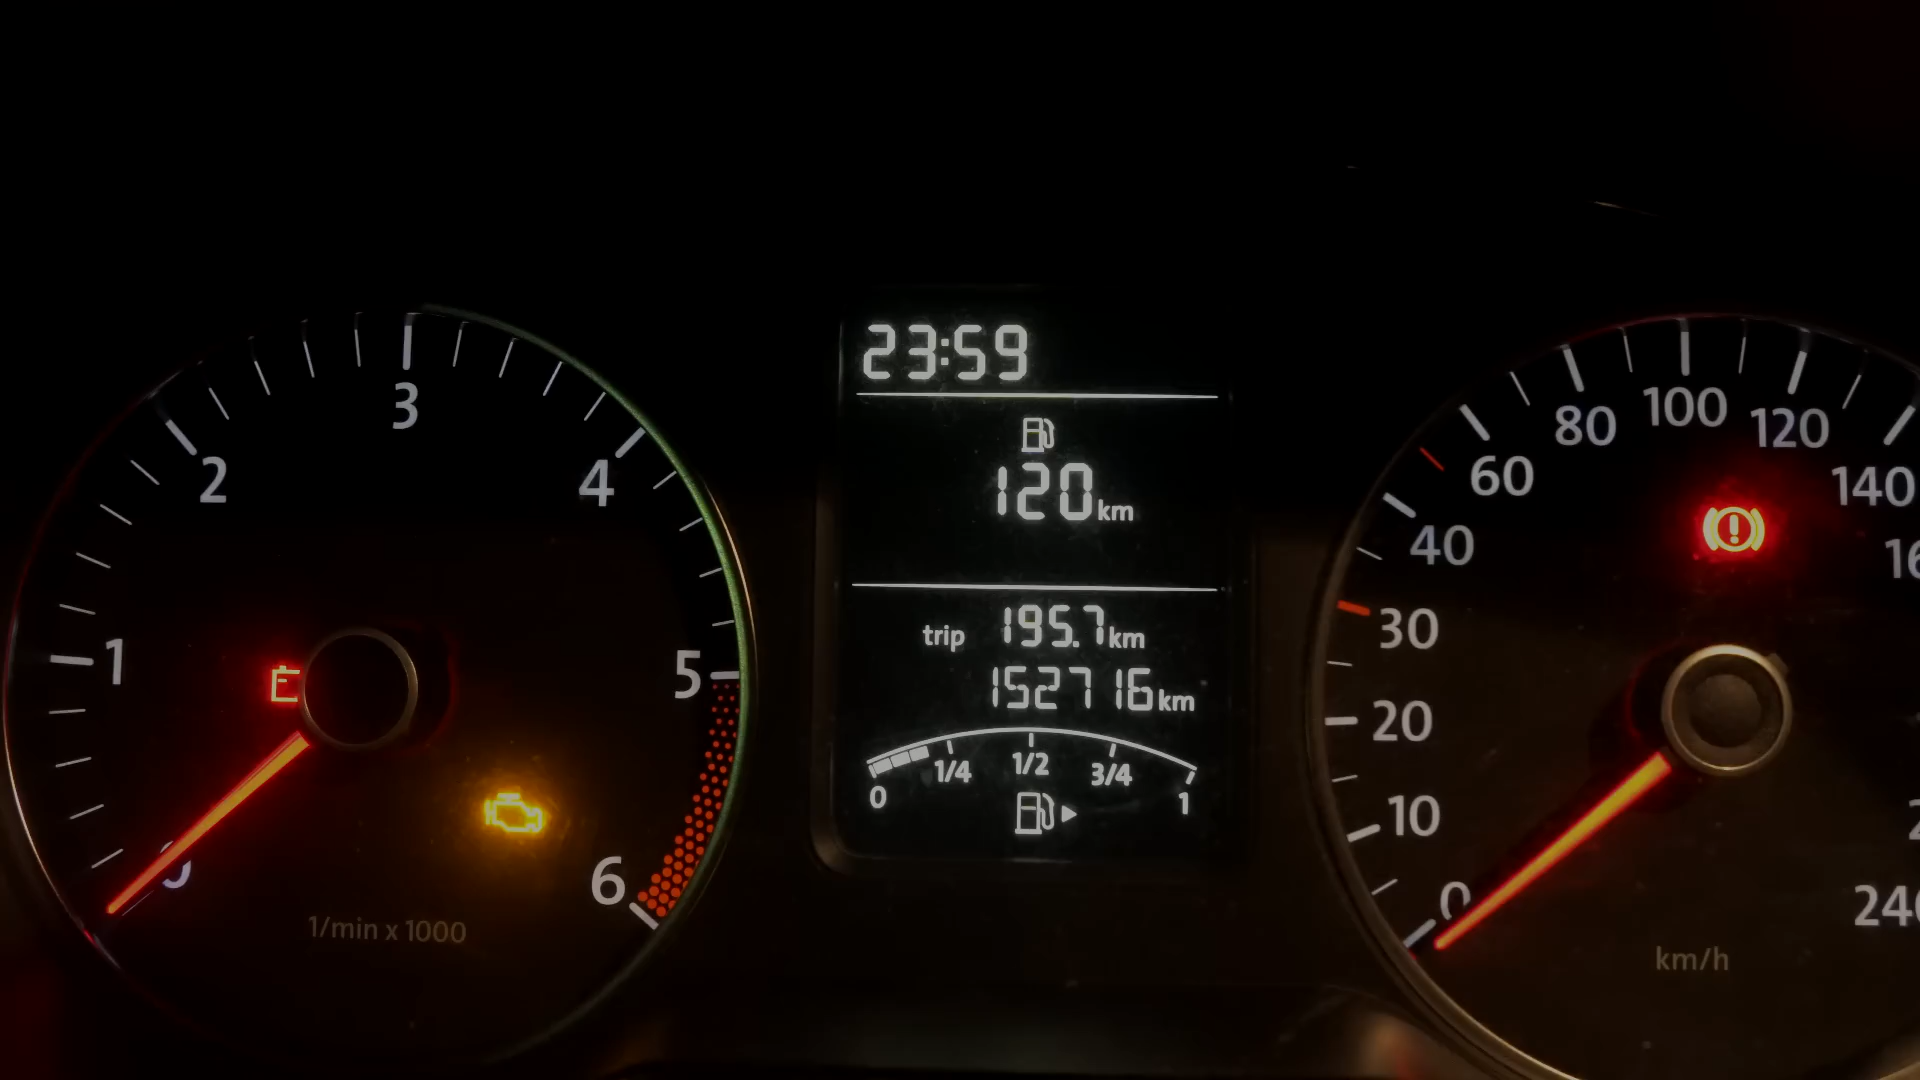 23:59
120 km
trip 195.7 km
152716 km
0 1/4 1/2 3/4 1
0 1 2 3 4 5 6
1/min x 1000
0 10 20 30 40 60 80 100 120 140
240
km/h